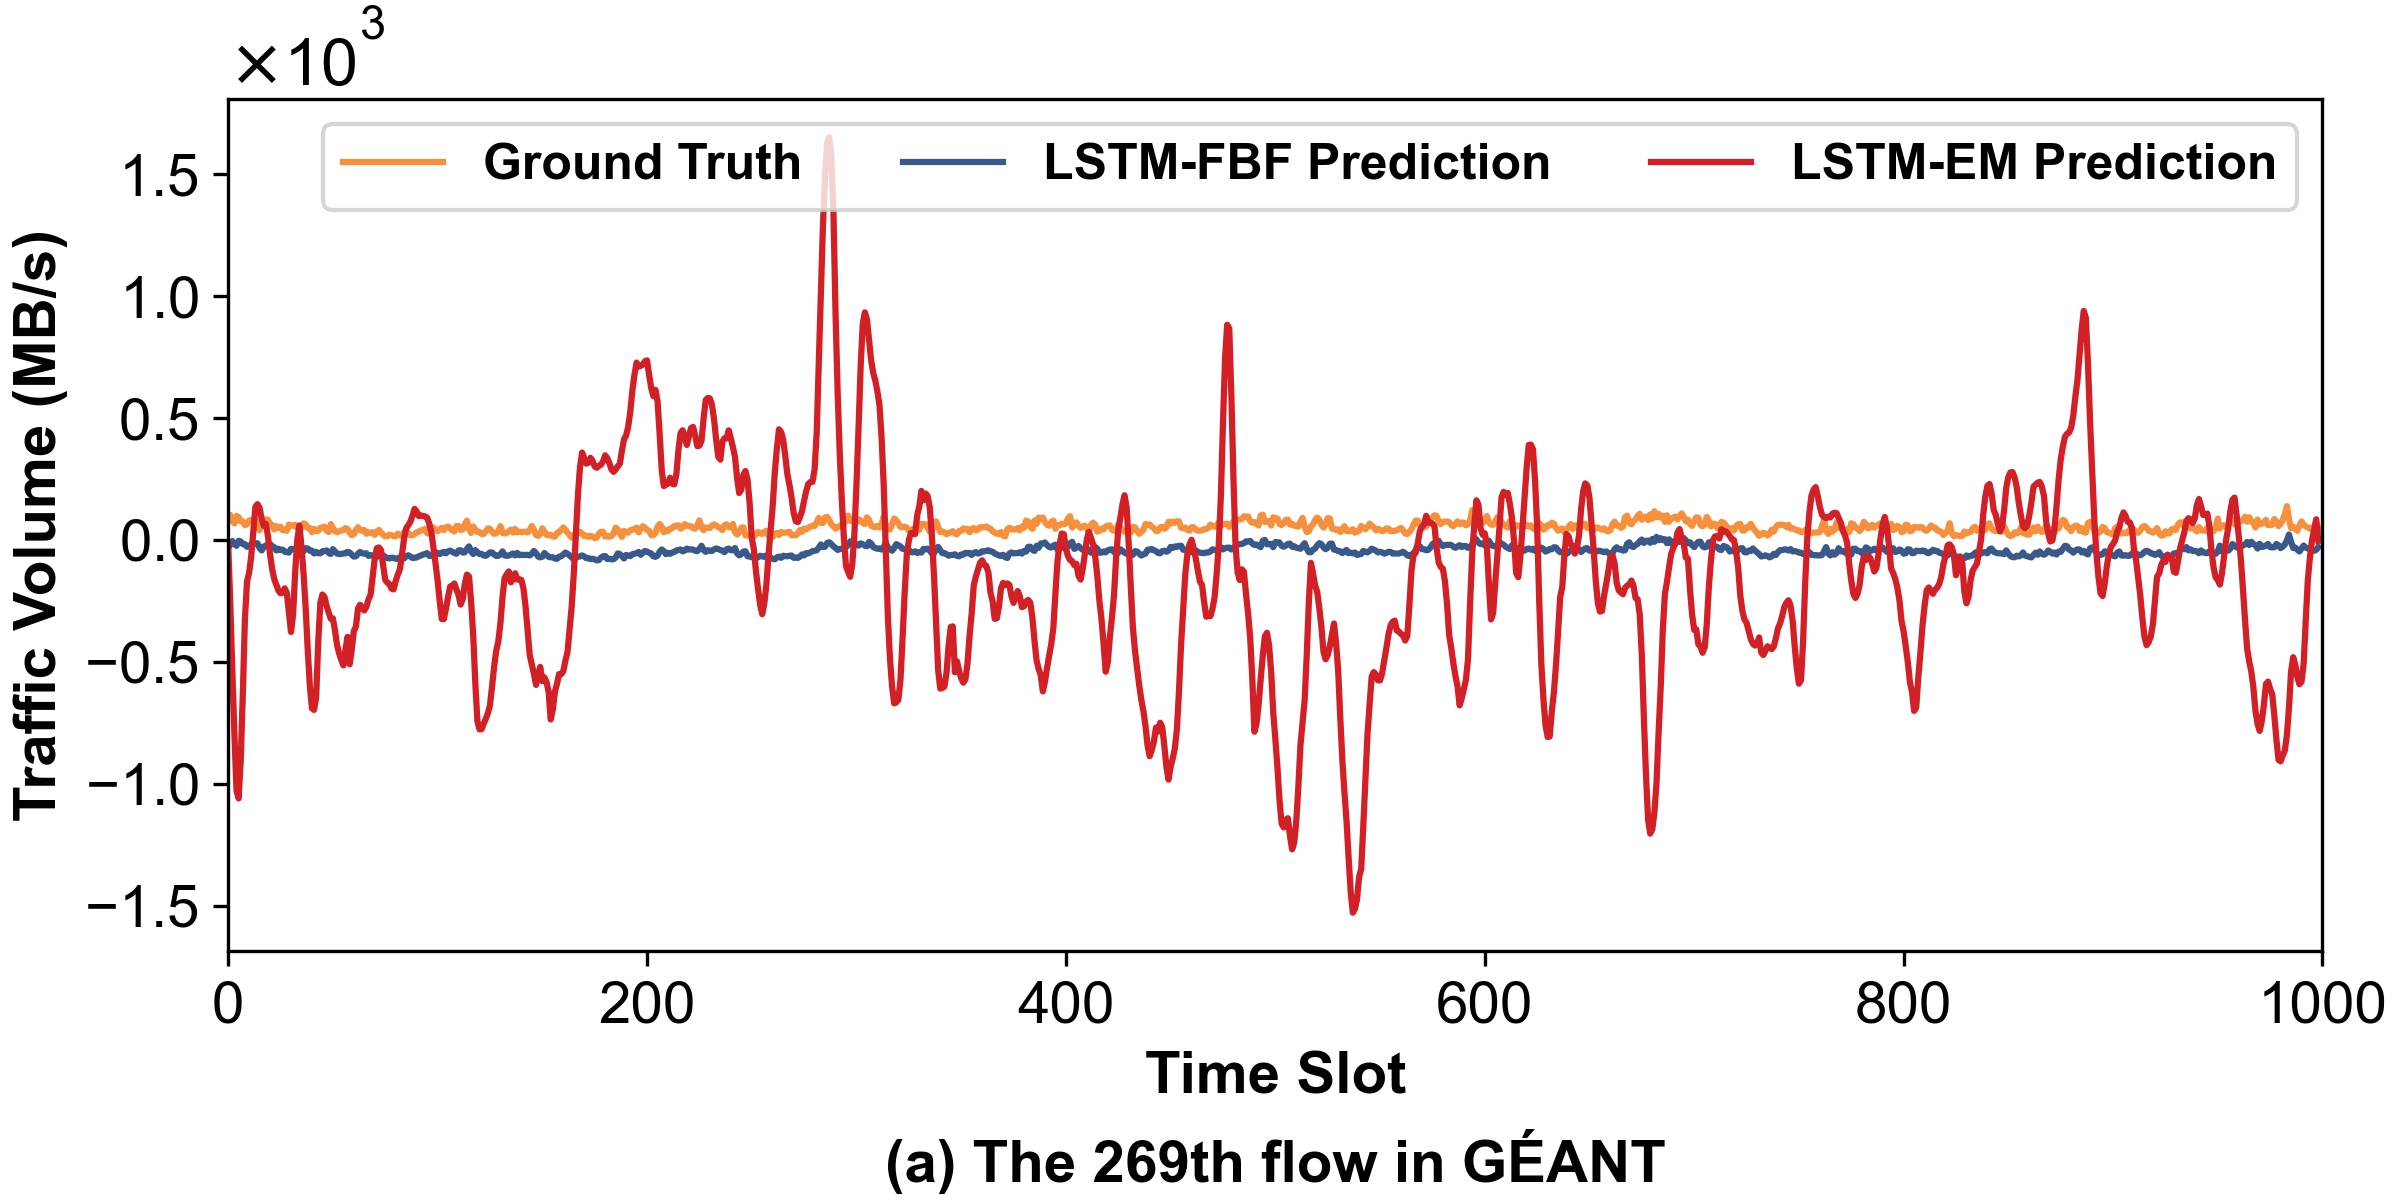 ×10³
Ground Truth LSTM-FBF Prediction LSTM-EM Prediction
Traffic Volume (MB/s)
1.5
1.0
0.5
0.0
−0.5
−1.0
−1.5
0 200 400 600 800 1000
Time Slot
(a) The 269th flow in GÉANT